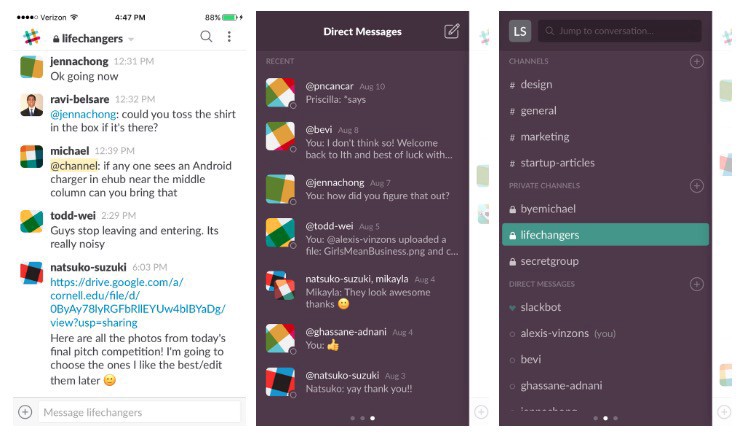 Verizon 4:47 PM 88%
lifechangers
jennachong 12:31 PM
Ok going now
ravi-belsare 12:32 PM
@jennachong: could you toss the shirt
in the box if it's there?
michael 12:39 PM
@channel: if any one sees an Android
charger in ehub near the middle
column can you bring that
todd-wei 2:29 PM
Guys stop leaving and entering. Its
really noisy
natsuko-suzuki 6:03 PM
https://drive.google.com/a/
cornell.edu/file/d/
0ByAy78lyRGFbRllEYUw4blBYaDg/
view?usp=sharing
Here are all the photos from today's
final pitch competition! I'm going to
choose the ones I like the best/edit
them later
Message lifechangers
Direct Messages
RECENT
@pncancar Aug 10
Priscilla: "says
@bevi Aug 8
You: I don't think so! Welcome
back to Ith and best of luck with...
@jennachong Aug 7
You: how did you figure that out?
@todd-wei Aug 5
You: @alexis-vinzons uploaded a
file: GirlsMeanBusiness.png and c...
natsuko-suzuki, mikayla Aug 4
Mikayla: They look awesome
thanks
@ghassane-adnani Aug 4
You:
@natsuko-suzuki Aug 3
Natsuko: yay thank you!!
LS Jump to conversation...
CHANNELS
# design
# general
# marketing
# startup-articles
PRIVATE CHANNELS
byemichael
lifechangers
secretgroup
DIRECT MESSAGES
slackbot
alexis-vinzons (you)
bevi
ghassane-adnani